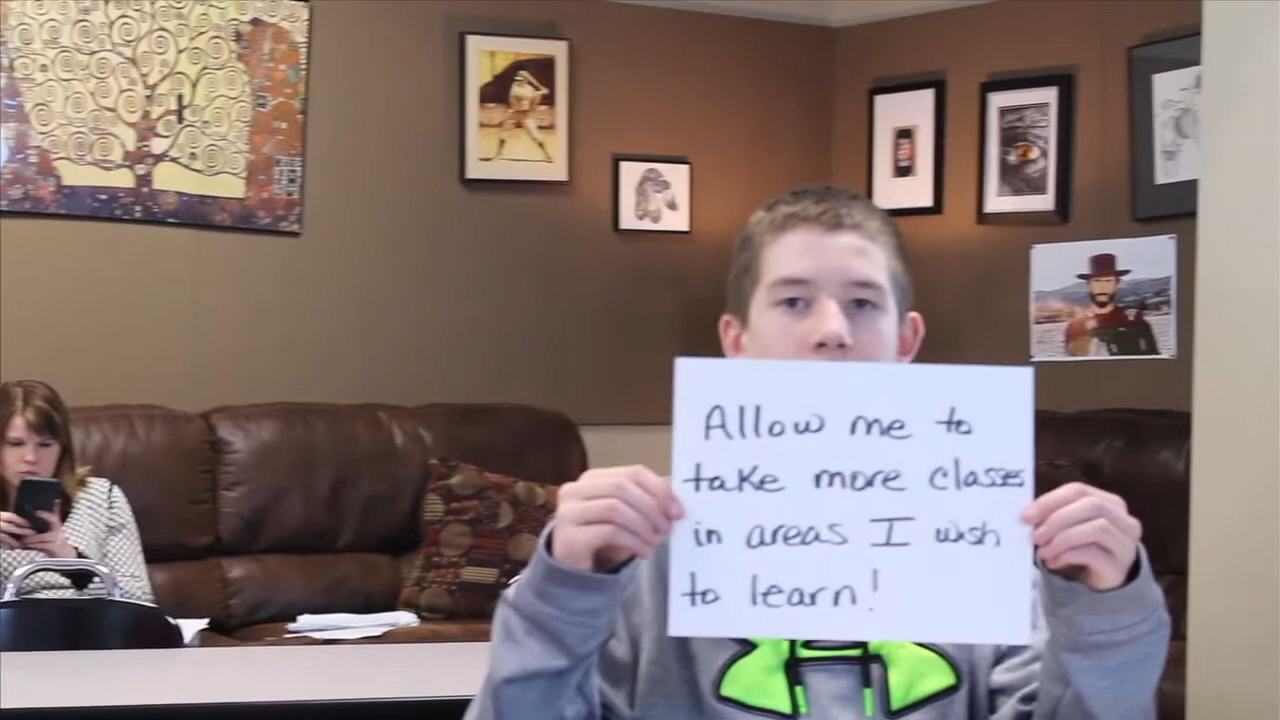 Allow me to
take more classes
in areas I wish
to learn!